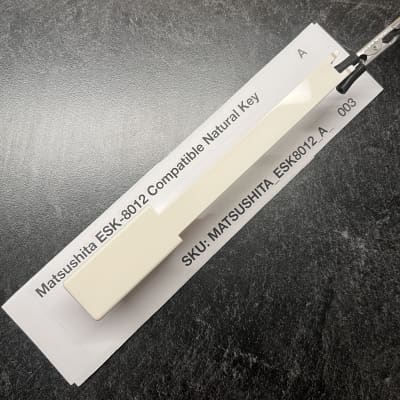 Matsushita ESK-8012 Compatible Natural Key A
SKU: MATSUSHITA_ESK8012_A_ 003